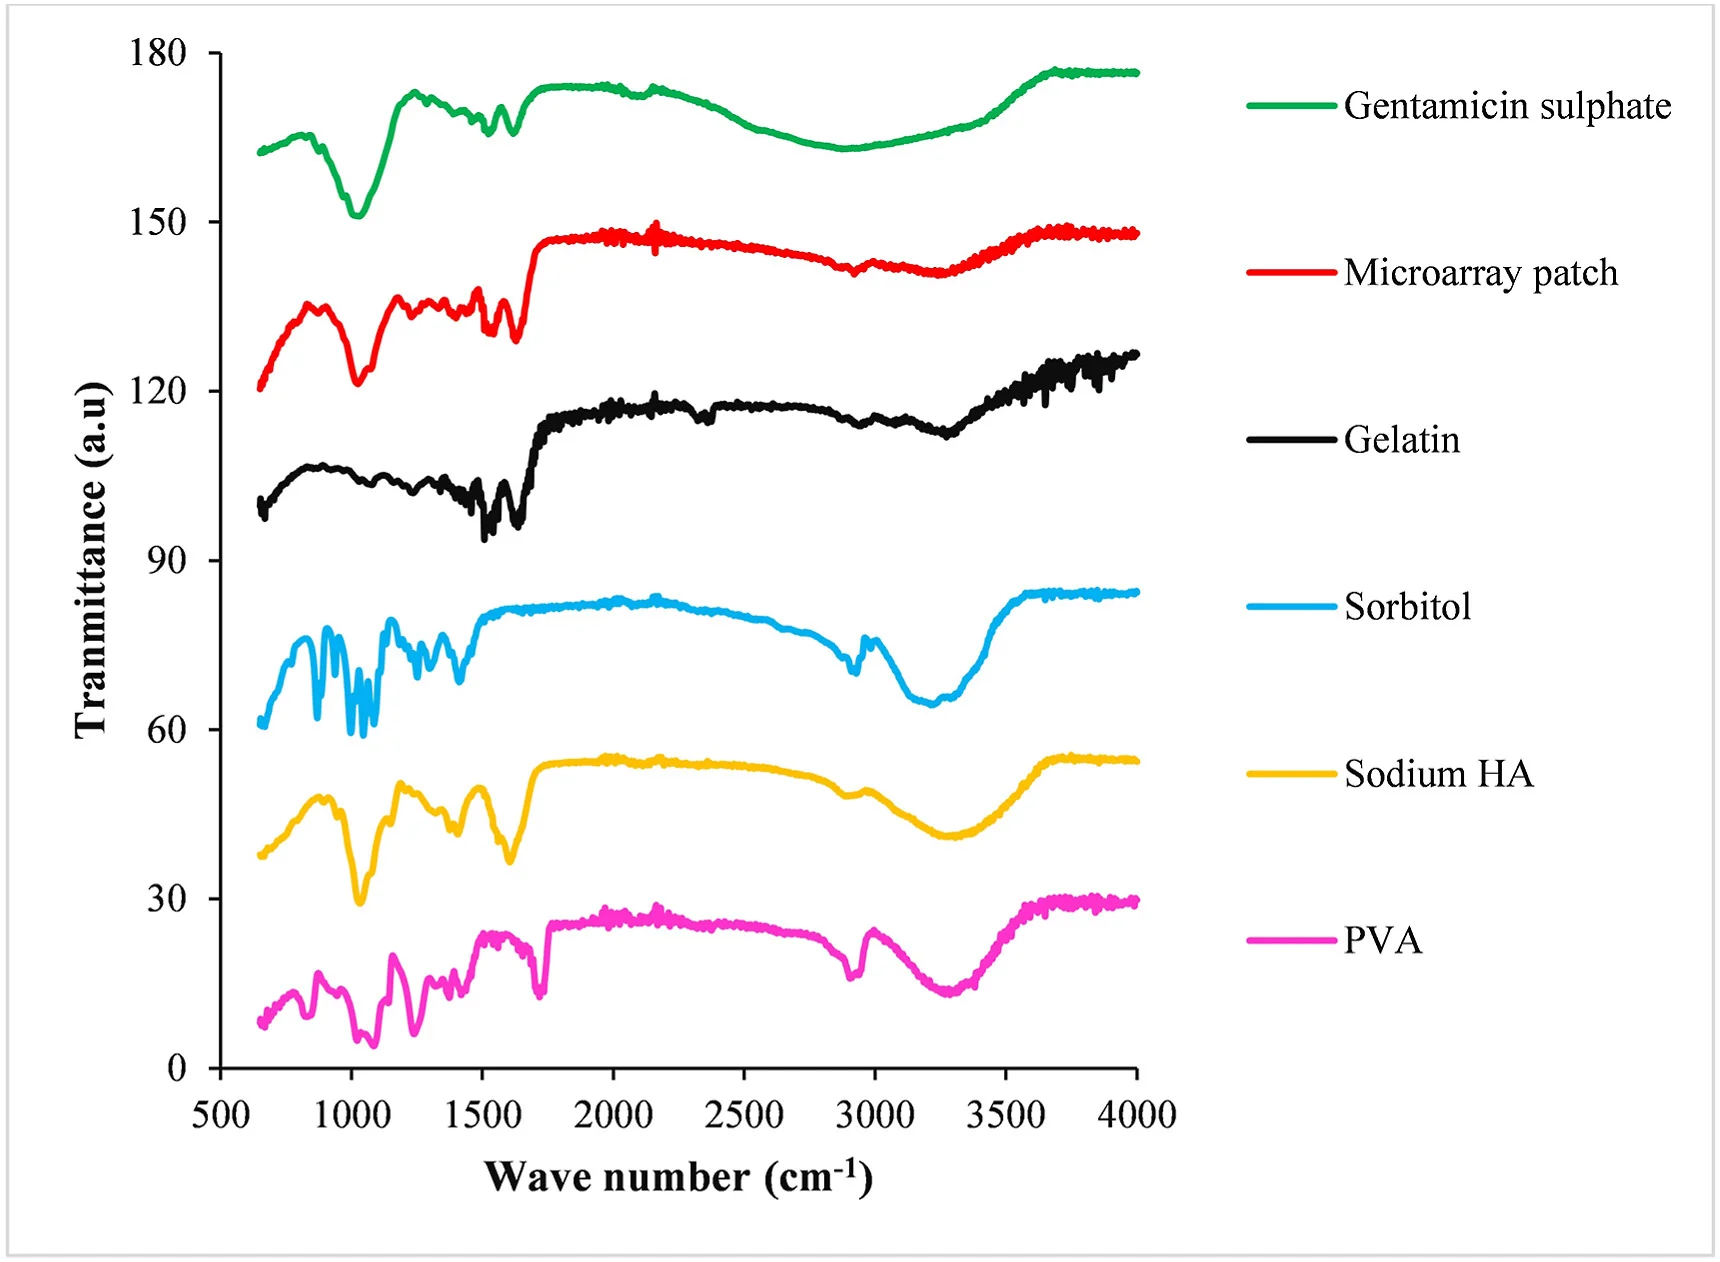 180
150
120
90
60
30
0
500 1000 1500 2000 2500 3000 3500 4000
Tranmittance (a.u)
Wave number (cm⁻¹)
Gentamicin sulphate
Microarray patch
Gelatin
Sorbitol
Sodium HA
PVA